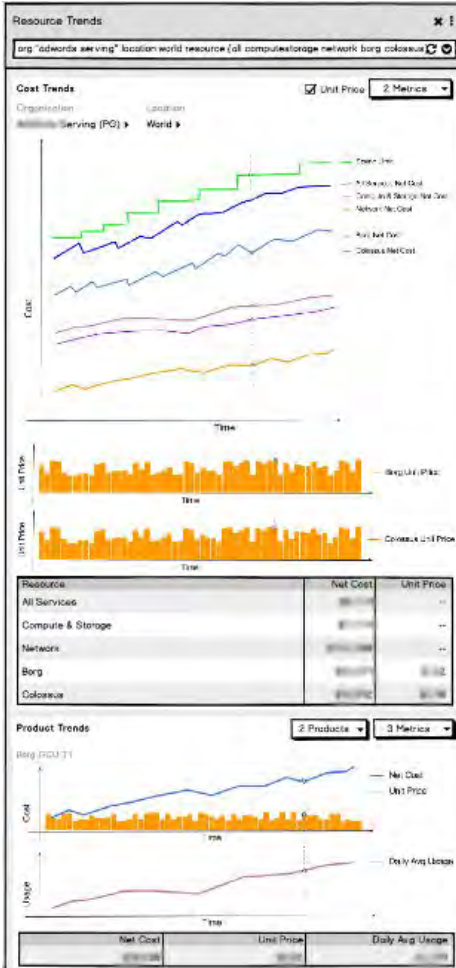 Resource Trends
org "adwords serving" location world resource (all computestorage network borg colossus
Cost Trends
Unit Price
2 Metrics
Organisation
Location
Serving (PG)
World
All Services Net Cost
Compute & Storage Net Cost
Network Net Cost
Borg Net Cost
Colossus Net Cost
Cost
Time
Unit Price
Borg Unit Price
Time
Unit Price
Colossus Unit Price
Time
Resource Net Cost Unit Price
All Services --
Compute & Storage --
Network --
Borg
Colossus
Product Trends
2 Products
3 Metrics
Net Cost
Unit Price
Cost
Time
Daily Avg Usage
Usage
Time
Net Cost Unit Price Daily Avg Usage